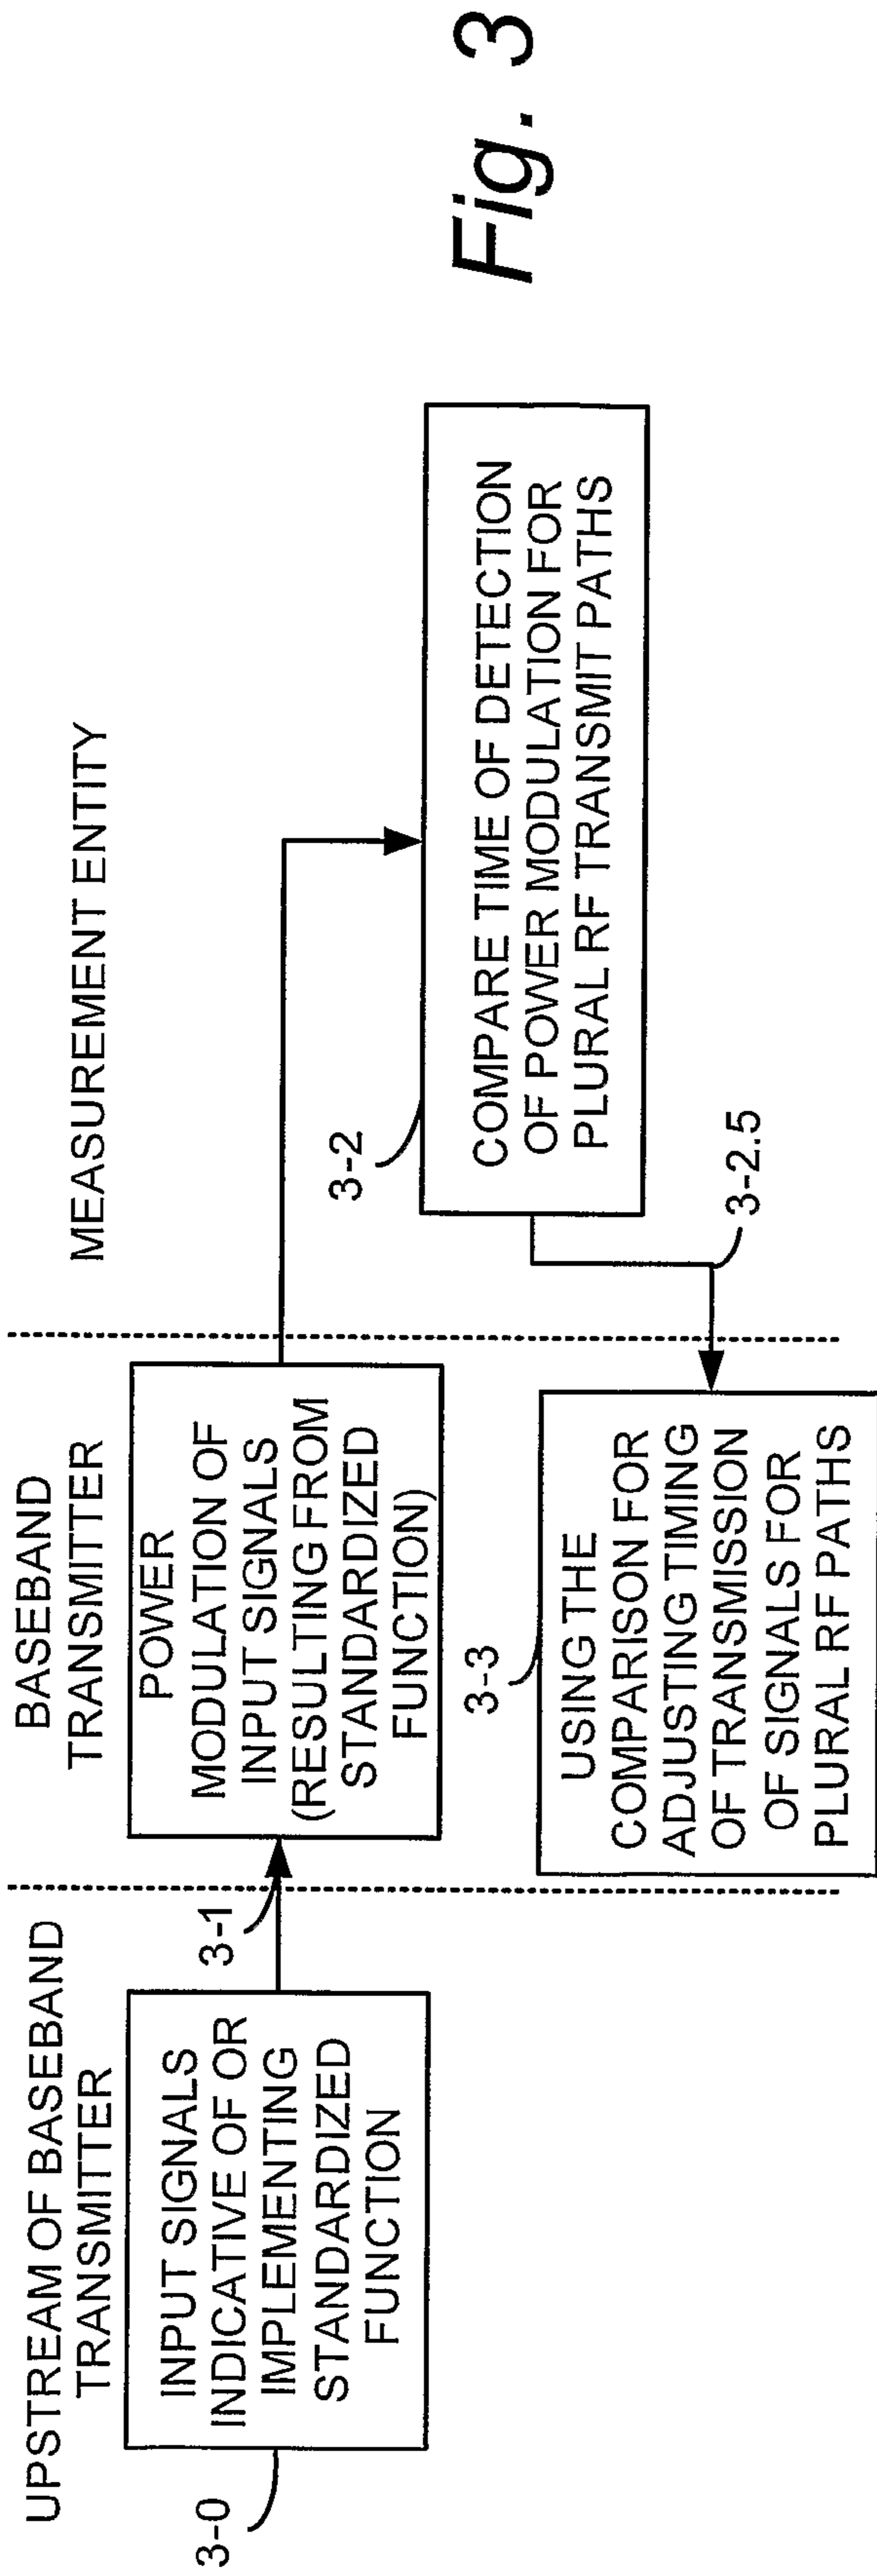 UPSTREAM OF BASEBAND
TRANSMITTER
3-0
INPUT SIGNALS
INDICATIVE OF OR
IMPLEMENTING
STANDARDIZED
FUNCTION
BASEBAND
TRANSMITTER
3-1
POWER
MODULATION OF
INPUT SIGNALS
(RESULTING FROM
STANDARDIZED
FUNCTION)
3-3
USING THE
COMPARISON FOR
ADJUSTING TIMING
OF TRANSMISSION
OF SIGNALS FOR
PLURAL RF PATHS
MEASUREMENT ENTITY
3-2
COMPARE TIME OF DETECTION
OF POWER MODULATION FOR
PLURAL RF TRANSMIT PATHS
3-2.5
Fig. 3